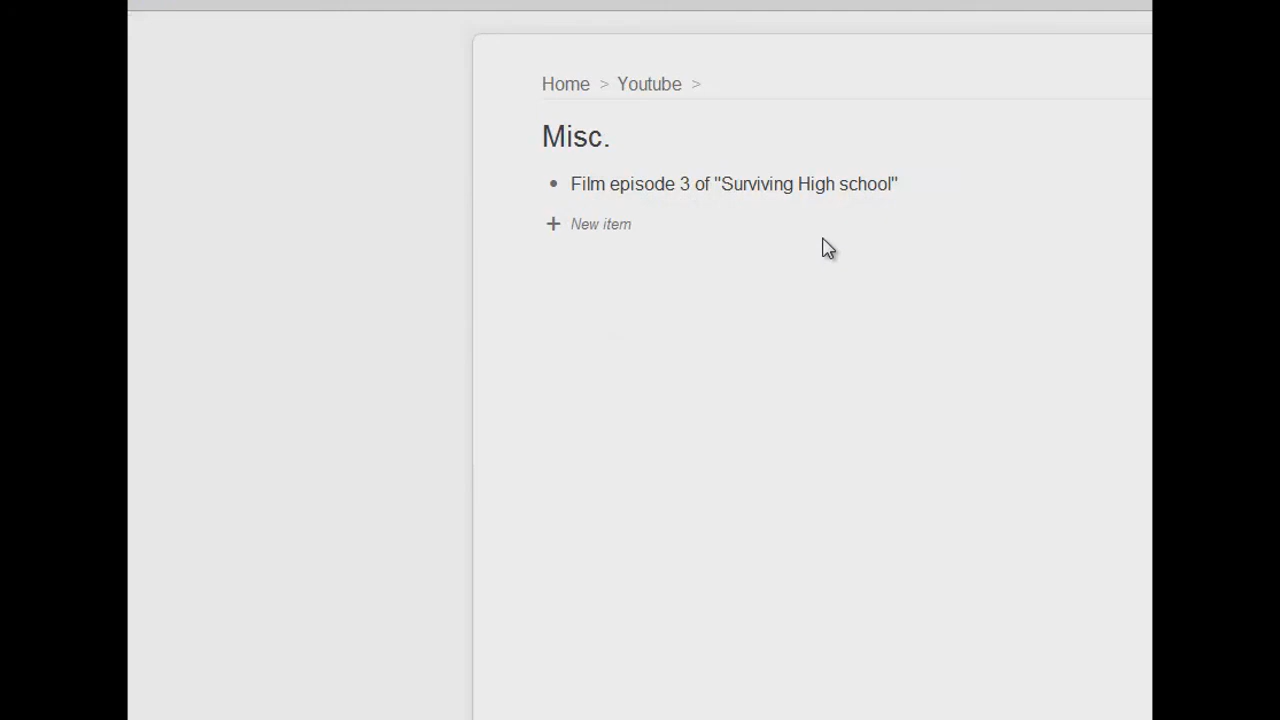 Home > Youtube >
Misc.
• Film episode 3 of "Surviving High school"
+ New item